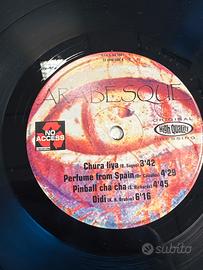 ARABESQUE
NO ACCESS
ORIGINAL
High Quality
PRESSING
Chura liya 3'42
Perfume from Spain 4'29
Pinball cha cha 4'45
Didi 6'16
subito